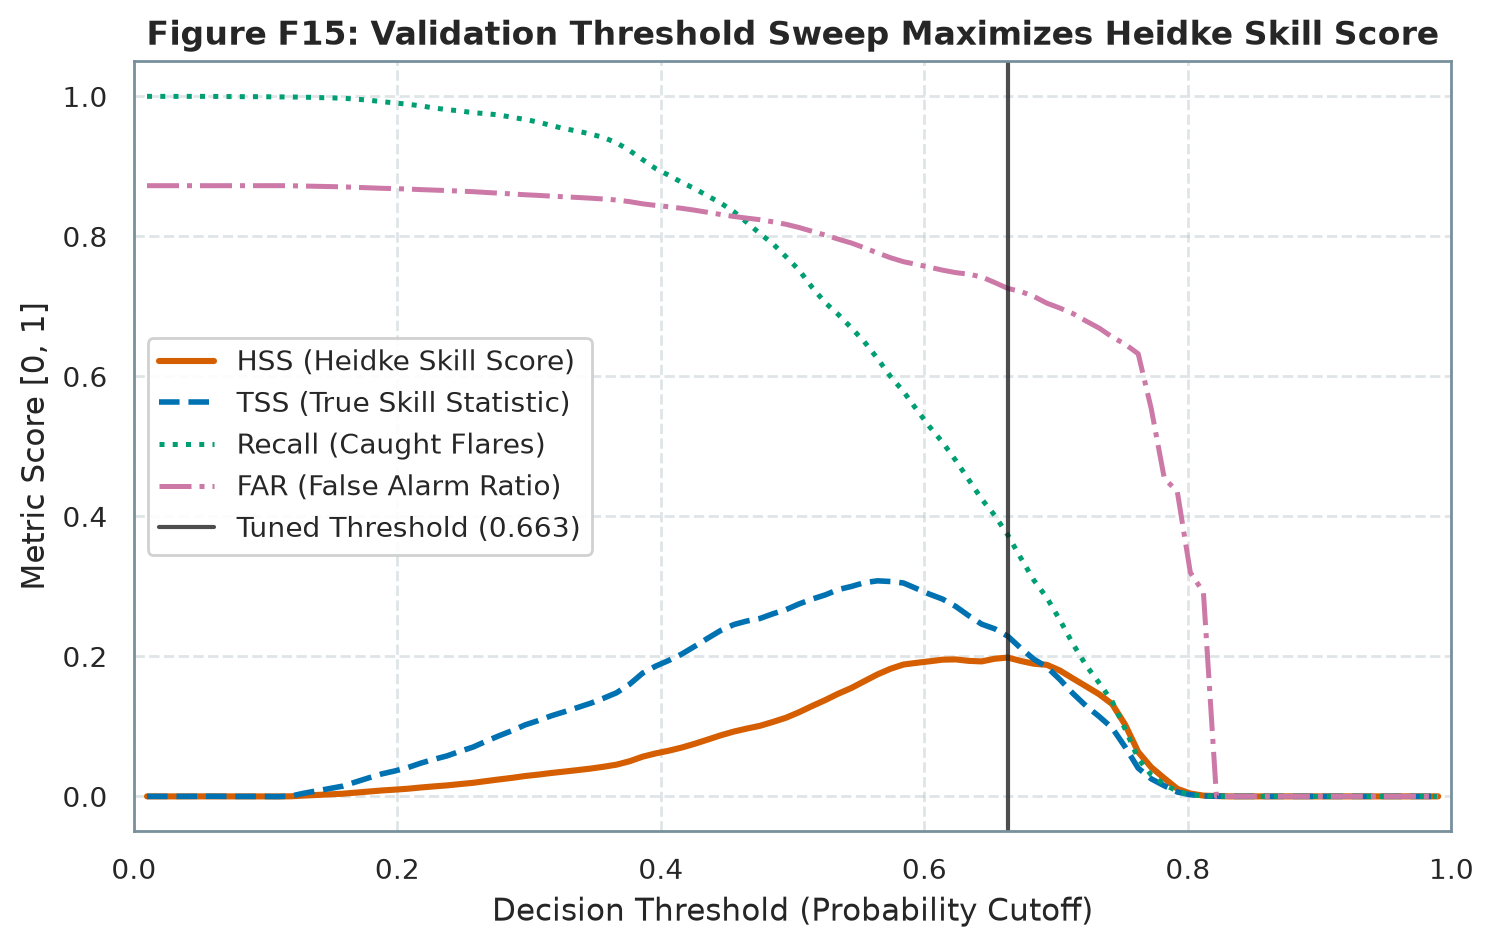 Figure F15: Validation Threshold Sweep Maximizes Heidke Skill Score
Metric Score [0, 1]
1.0
0.8
0.6
0.4
0.2
0.0
HSS (Heidke Skill Score)
TSS (True Skill Statistic)
Recall (Caught Flares)
FAR (False Alarm Ratio)
Tuned Threshold (0.663)
0.0 0.2 0.4 0.6 0.8 1.0
Decision Threshold (Probability Cutoff)